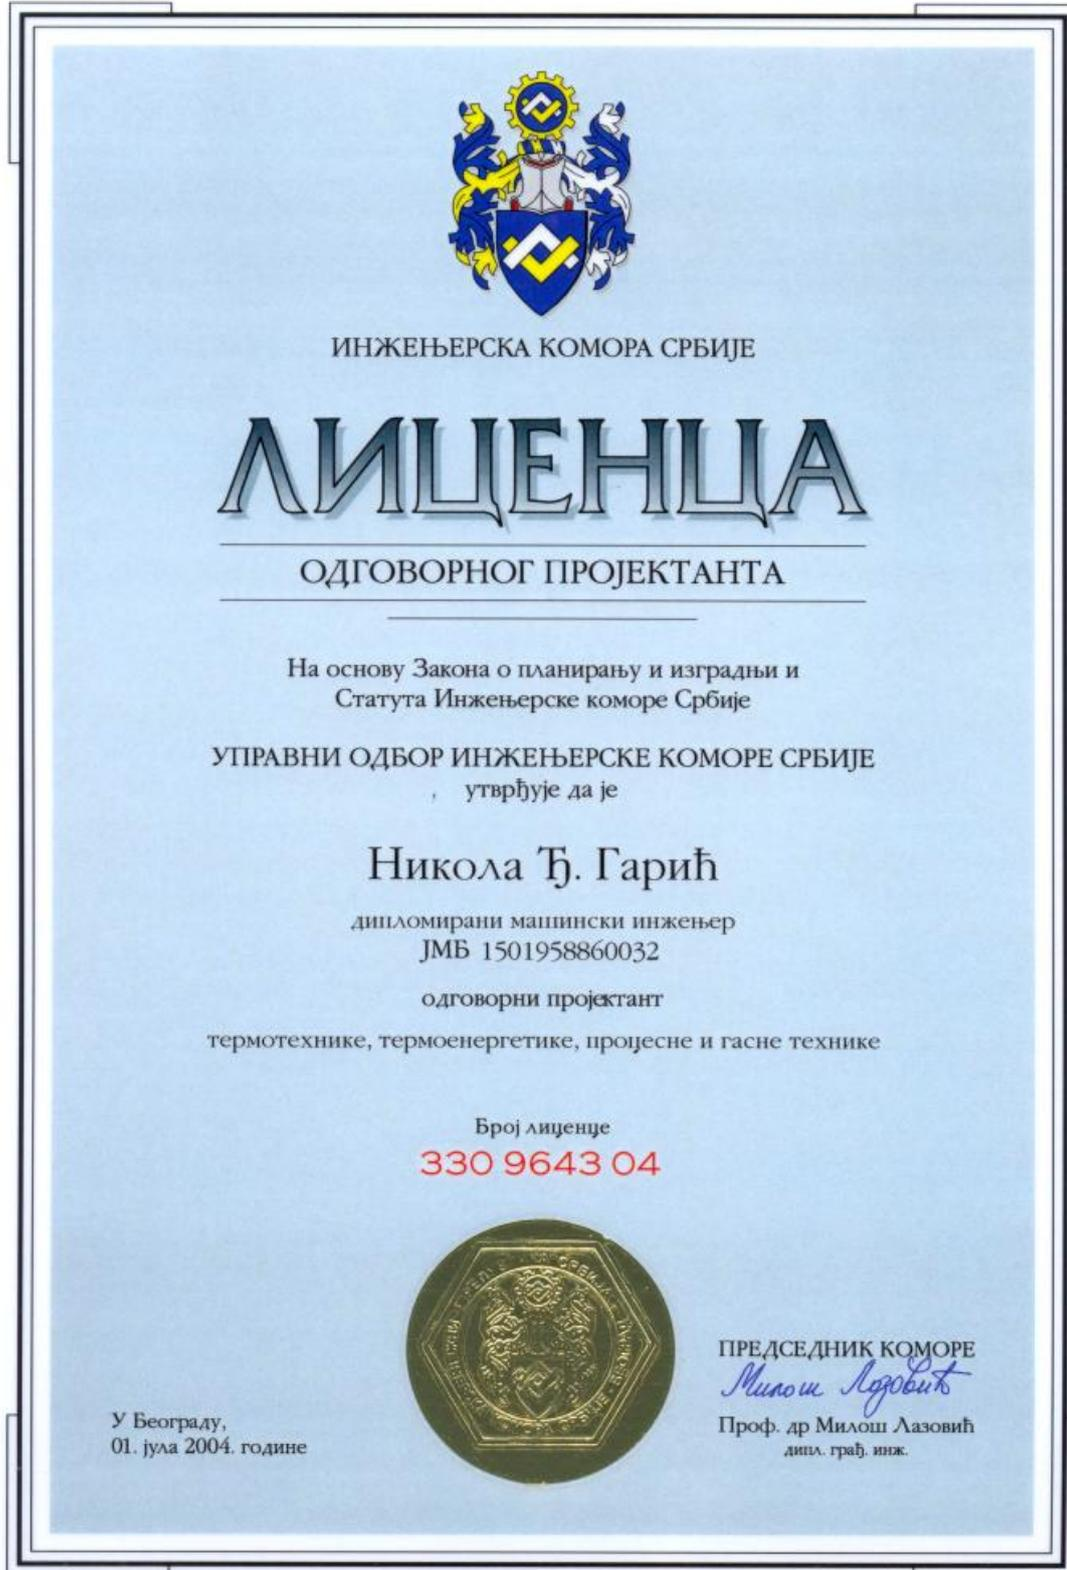 ИНЖЕЊЕРСКА КОМОРА СРБИЈЕ
ЛИЦЕНЦА
ОДГОВОРНОГ ПРОЈЕКТАНТА
На основу Закона о планирању и изградњи и
Статута Инжењерске коморе Србије
УПРАВНИ ОДБОР ИНЖЕЊЕРСКЕ КОМОРЕ СРБИЈЕ
утврђује да је
Никола Ђ. Гарић
дипломирани машински инжењер
ЈМБ 1501958860032
одговорни пројектант
термотехнике, термоенергетике, процесне и гасне технике
Број лиценце
330 9643 04
ПРЕДСЕДНИК КОМОРЕ
Милош Лазовић
Проф. др Милош Лазовић
дипл. грађ. инж.
У Београду,
01. јула 2004. године